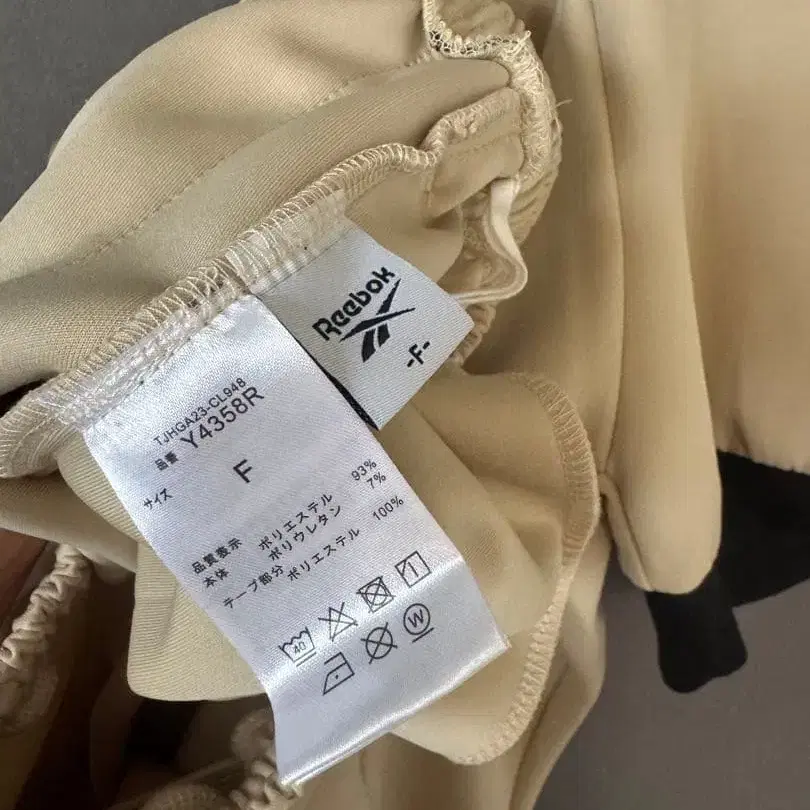 Reebok
-F-
TJHGA23-CL948
品番 Y4358R
サイズ F
品質表示
本体 ポリエステル 93%
ポリウレタン 7%
テープ部分 ポリエステル 100%
40
W